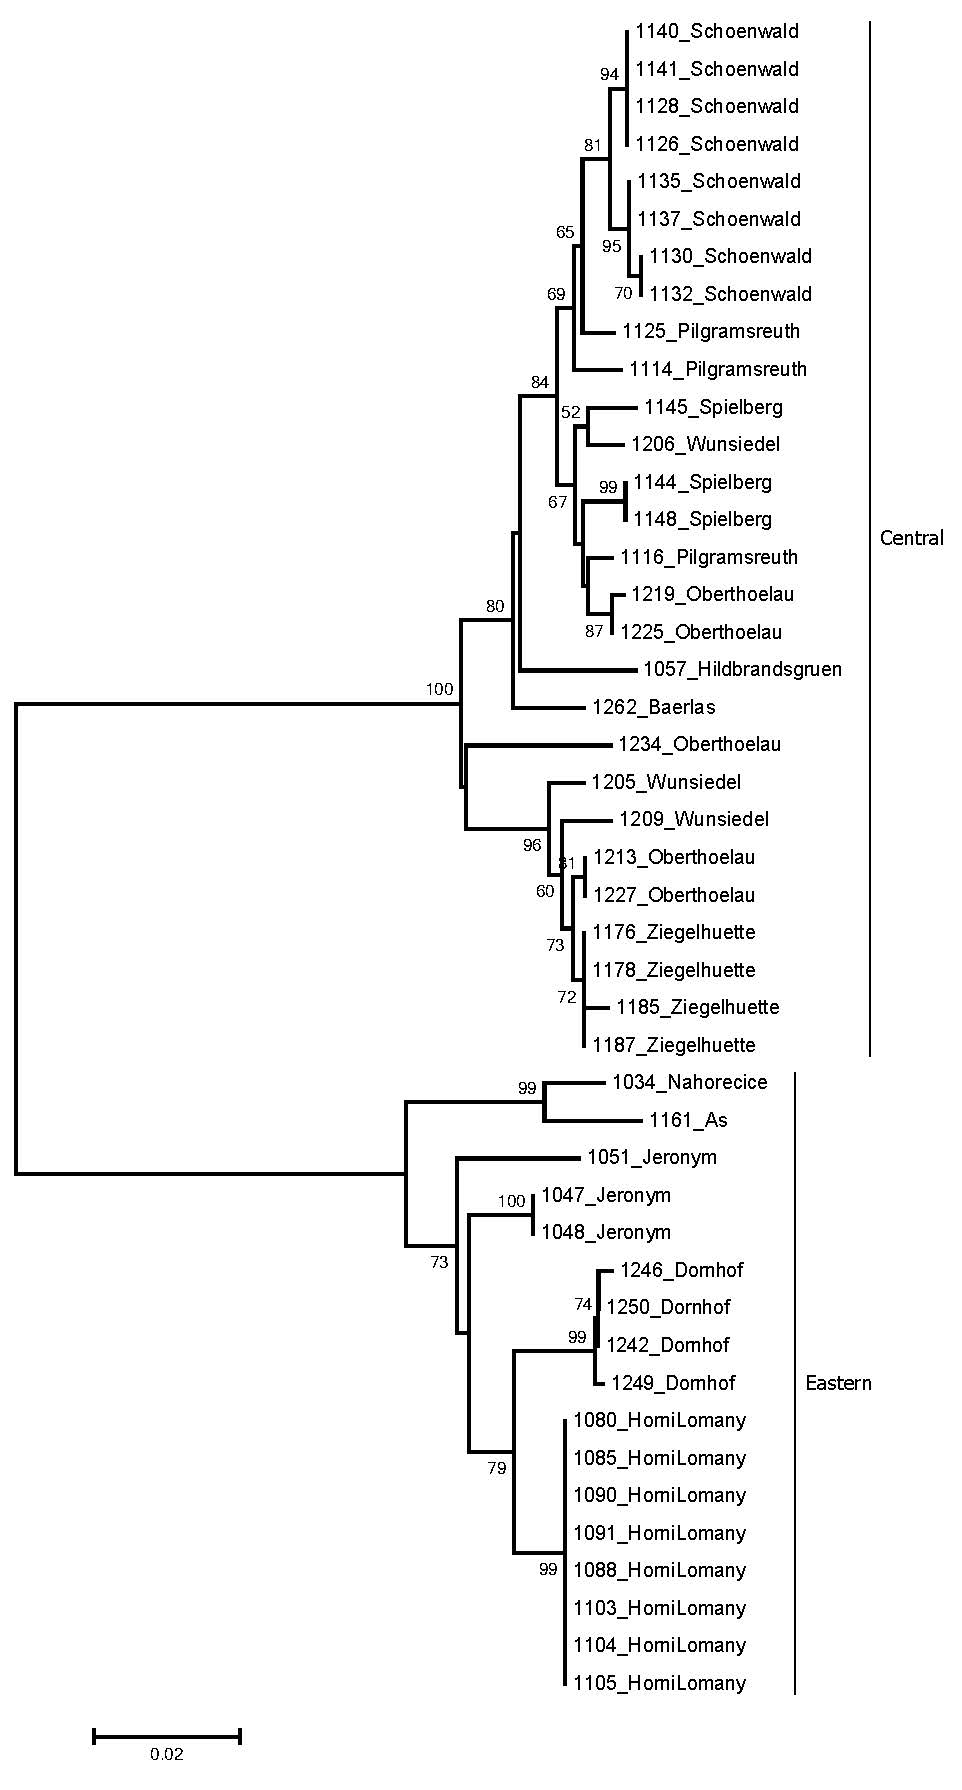 1140_Schoenwald
94
1141_Schoenwald
1128_Schoenwald
81
1126_Schoenwald
1135_Schoenwald
1137_Schoenwald
65
95
1130_Schoenwald
70
1132_Schoenwald
69
1125_Pilgramsreuth
1114_Pilgramsreuth
84
52
1145_Spielberg
1206_Wunsiedel
99
1144_Spielberg
67
1148_Spielberg
Central
1116_Pilgramsreuth
1219_Oberthoelau
80
87
1225_Oberthoelau
1057_Hildbrandsgruen
100
1262_Baerlas
1234_Oberthoelau
1205_Wunsiedel
1209_Wunsiedel
96
81
1213_Oberthoelau
60
1227_Oberthoelau
1176_Ziegelhuette
73
1178_Ziegelhuette
72
1185_Ziegelhuette
1187_Ziegelhuette
99
1034_Nahorecice
1161_As
1051_Jeronym
100
1047_Jeronym
1048_Jeronym
73
1246_Dornhof
74
1250_Dornhof
99
1242_Dornhof
1249_Dornhof
Eastern
1080_HorniLomany
1085_HorniLomany
79
1090_HorniLomany
1091_HorniLomany
99
1088_HorniLomany
1103_HorniLomany
1104_HorniLomany
1105_HorniLomany
0.02